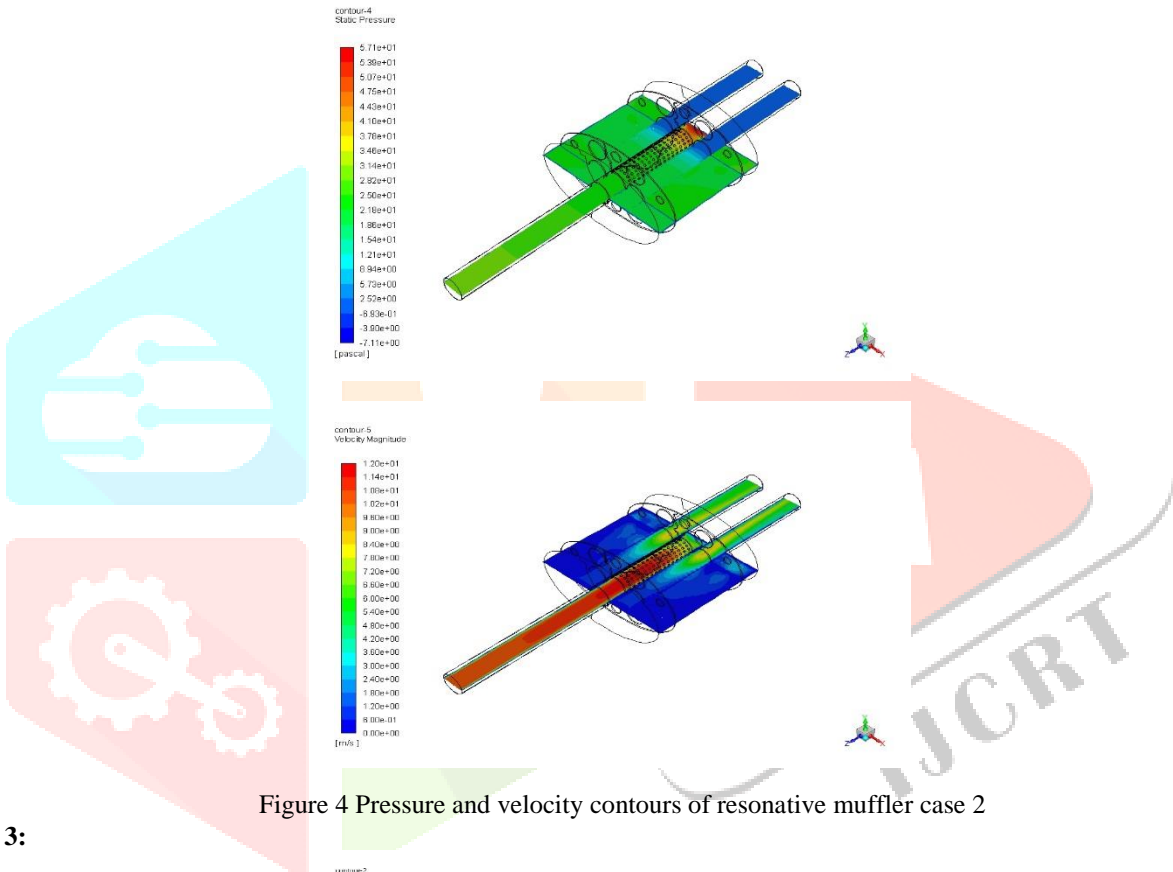 contour-4
Static Pressure
5.71e+01
5.39e+01
5.07e+01
4.75e+01
4.43e+01
4.10e+01
3.78e+01
3.46e+01
3.14e+01
2.82e+01
2.50e+01
2.18e+01
1.86e+01
1.54e+01
1.21e+01
8.94e+00
5.73e+00
2.52e+00
-6.93e-01
-3.90e+00
-7.11e+00
[pascal]
Y
Z X
contour-5
Velocity Magnitude
1.20e+01
1.14e+01
1.08e+01
1.02e+01
9.60e+00
9.00e+00
8.40e+00
7.80e+00
7.20e+00
6.60e+00
6.00e+00
5.40e+00
4.80e+00
4.20e+00
3.60e+00
3.00e+00
2.40e+00
1.80e+00
1.20e+00
6.00e-01
0.00e+00
[m/s]
Y
Z X
IJCRT
Figure 4 Pressure and velocity contours of resonative muffler case 2
3: